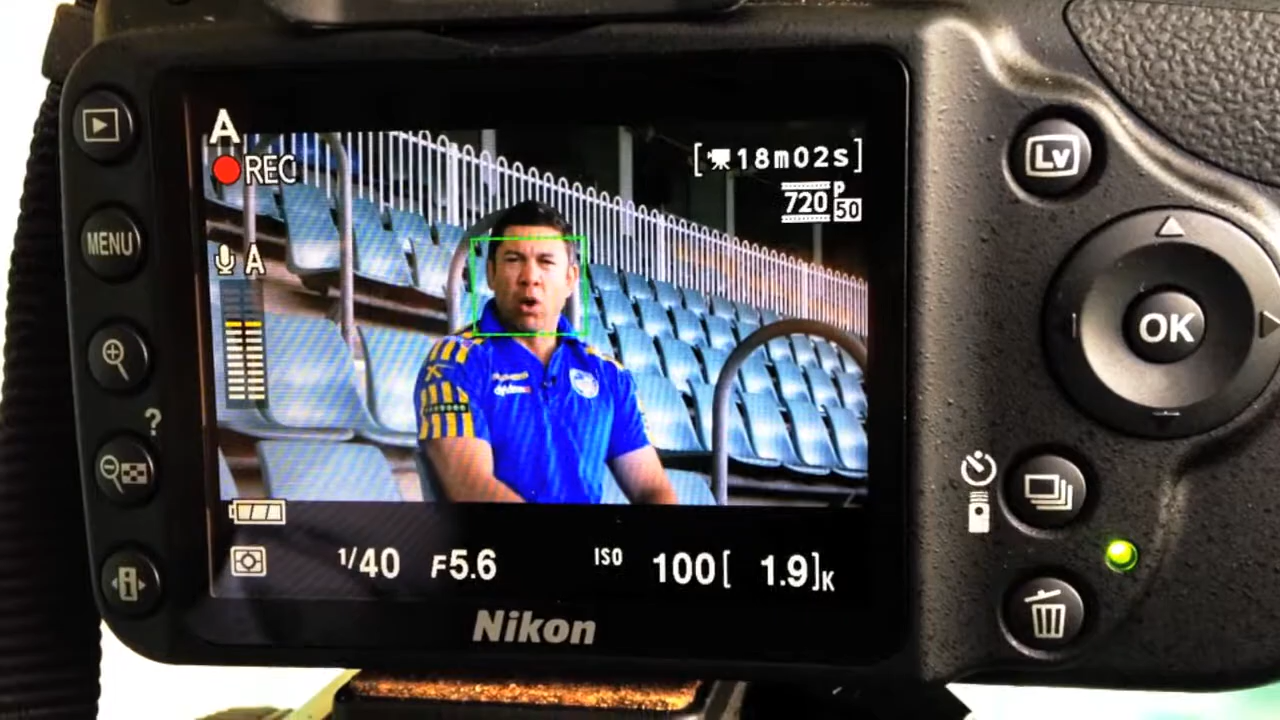 A
REC
[18m02s]
720 P
50
A
MENU
Lv
OK
?
1/40 F5.6 ISO 100[ 1.9]K
Nikon